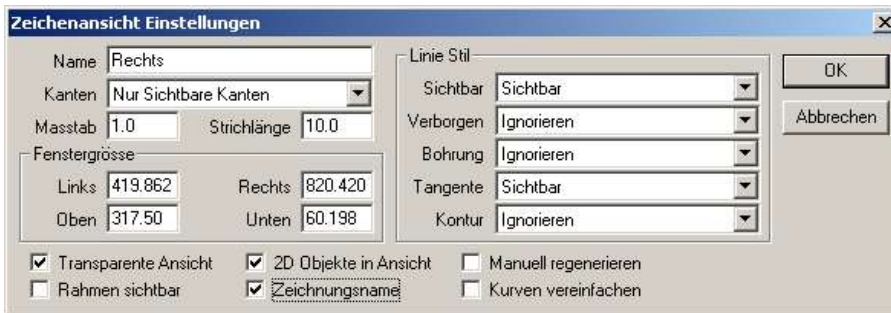 Zeichenansicht Einstellungen
Name Rechts
Kanten Nur Sichtbare Kanten
Masstab 1.0 Strichlänge 10.0
Fenstergrösse
Links 419.862 Rechts 820.420
Oben 317.50 Unten 60.198
Linie Stil
Sichtbar Sichtbar
Verborgen Ignorieren
Bohrung Ignorieren
Tangente Sichtbar
Kontur Ignorieren
OK
Abbrechen
Transparente Ansicht 2D Objekte in Ansicht Manuell regenerieren
Rahmen sichtbar Zeichnungsname Kurven vereinfachen